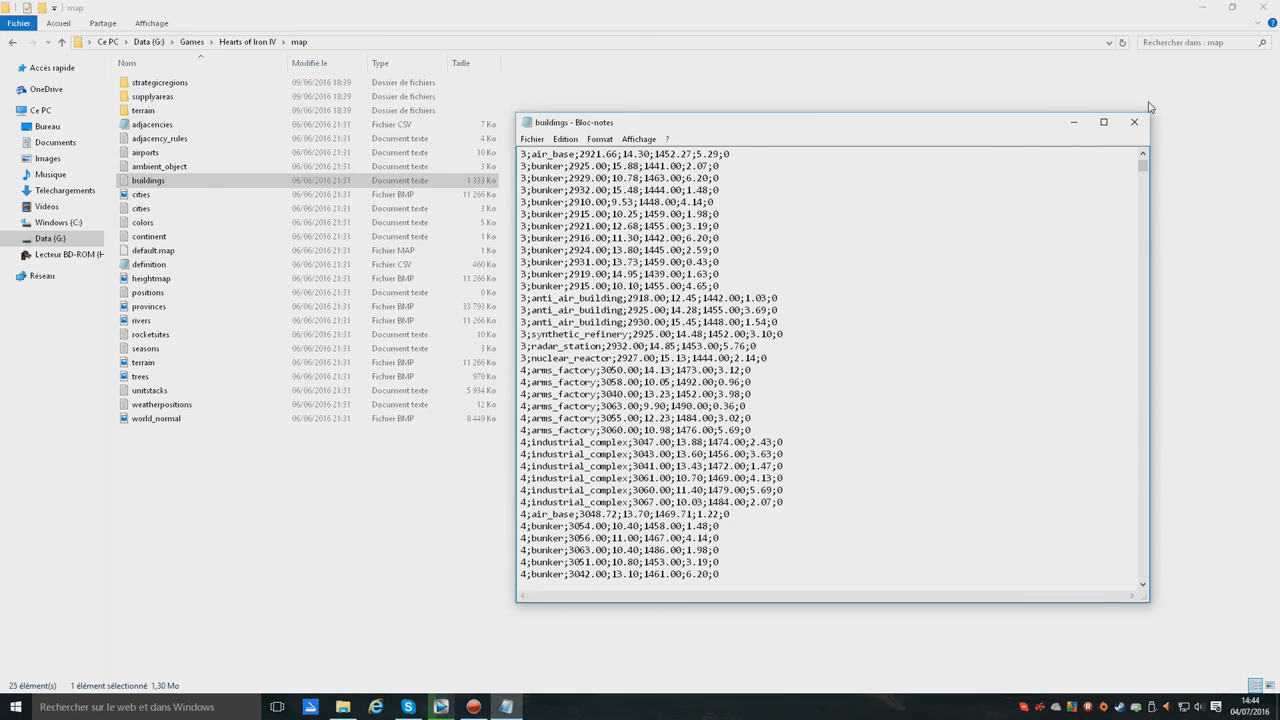 map
Fichier Accueil Partage Affichage
Ce PC Data (G:) Games Hearts of Iron IV map
Rechercher dans : map
Accès rapide
OneDrive
Ce PC
Bureau
Documents
Images
Musique
Téléchargements
Vidéos
Windows (C:)
Data (G:)
Lecteur BD-ROM (H
Réseau
Nom Modifié le Type Taille
strategicregions 09/06/2016 18:39 Dossier de fichiers
supplyareas 09/06/2016 18:39 Dossier de fichiers
terrain 09/06/2016 18:39 Dossier de fichiers
adjacencies 06/06/2016 21:31 Fichier CSV 7 Ko
adjacency_rules 06/06/2016 21:31 Document texte 4 Ko
airports 06/06/2016 21:31 Document texte 10 Ko
ambient_object 06/06/2016 21:31 Document texte 3 Ko
buildings 06/06/2016 21:31 Document texte 1 333 Ko
cities 06/06/2016 21:31 Fichier BMP 11 266 Ko
cities 06/06/2016 21:31 Document texte 3 Ko
colors 06/06/2016 21:31 Document texte 5 Ko
continent 06/06/2016 21:31 Document texte 1 Ko
default.map 06/06/2016 21:31 Fichier MAP 1 Ko
definition 06/06/2016 21:31 Fichier CSV 460 Ko
heightmap 06/06/2016 21:31 Fichier BMP 11 266 Ko
positions 06/06/2016 21:31 Document texte 0 Ko
provinces 06/06/2016 21:31 Fichier BMP 33 793 Ko
rivers 06/06/2016 21:31 Fichier BMP 11 266 Ko
rocketsites 06/06/2016 21:31 Document texte 10 Ko
seasons 06/06/2016 21:31 Document texte 3 Ko
terrain 06/06/2016 21:31 Fichier BMP 11 266 Ko
trees 06/06/2016 21:31 Fichier BMP 970 Ko
unitstacks 06/06/2016 21:31 Document texte 5 934 Ko
weatherpositions 06/06/2016 21:31 Document texte 12 Ko
world_normal 06/06/2016 21:31 Fichier BMP 8 449 Ko
buildings - Bloc-notes
Fichier Edition Format Affichage ?
3;air_base;2921.66;14.30;1452.27;5.29;0
3;bunker;2925.00;15.88;1441.00;2.07;0
3;bunker;2929.00;10.78;1463.00;6.20;0
3;bunker;2932.00;15.48;1444.00;1.48;0
3;bunker;2910.00;9.53;1448.00;4.14;0
3;bunker;2915.00;10.25;1459.00;1.98;0
3;bunker;2921.00;12.68;1455.00;3.19;0
3;bunker;2916.00;11.30;1442.00;6.20;0
3;bunker;2924.00;13.80;1445.00;2.59;0
3;bunker;2931.00;13.73;1459.00;0.43;0
3;bunker;2919.00;14.95;1439.00;1.63;0
3;bunker;2915.00;10.10;1455.00;4.65;0
3;anti_air_building;2918.00;12.45;1442.00;1.03;0
3;anti_air_building;2925.00;14.28;1455.00;3.69;0
3;anti_air_building;2930.00;15.45;1448.00;1.54;0
3;synthetic_refinery;2925.00;14.48;1452.00;3.10;0
3;radar_station;2932.00;14.85;1453.00;5.76;0
3;nuclear_reactor;2927.00;15.13;1444.00;2.14;0
4;arms_factory;3050.00;14.13;1473.00;3.12;0
4;arms_factory;3058.00;10.05;1492.00;0.96;0
4;arms_factory;3040.00;13.23;1452.00;3.98;0
4;arms_factory;3063.00;9.90;1490.00;0.36;0
4;arms_factory;3055.00;12.23;1484.00;3.02;0
4;arms_factory;3060.00;10.98;1476.00;5.69;0
4;industrial_complex;3047.00;13.88;1474.00;2.43;0
4;industrial_complex;3043.00;13.60;1456.00;3.63;0
4;industrial_complex;3041.00;13.43;1472.00;1.47;0
4;industrial_complex;3061.00;10.70;1469.00;4.13;0
4;industrial_complex;3060.00;11.40;1479.00;5.69;0
4;industrial_complex;3067.00;10.03;1484.00;2.07;0
4;air_base;3048.72;13.70;1469.71;1.22;0
4;bunker;3054.00;10.40;1458.00;1.48;0
4;bunker;3056.00;11.00;1467.00;4.14;0
4;bunker;3063.00;10.40;1486.00;1.98;0
4;bunker;3051.00;10.80;1453.00;3.19;0
4;bunker;3042.00;13.10;1461.00;6.20;0
25 élément(s) 1 élément sélectionné 1,30 Mo
Rechercher sur le web et dans Windows
14:44
04/07/2016